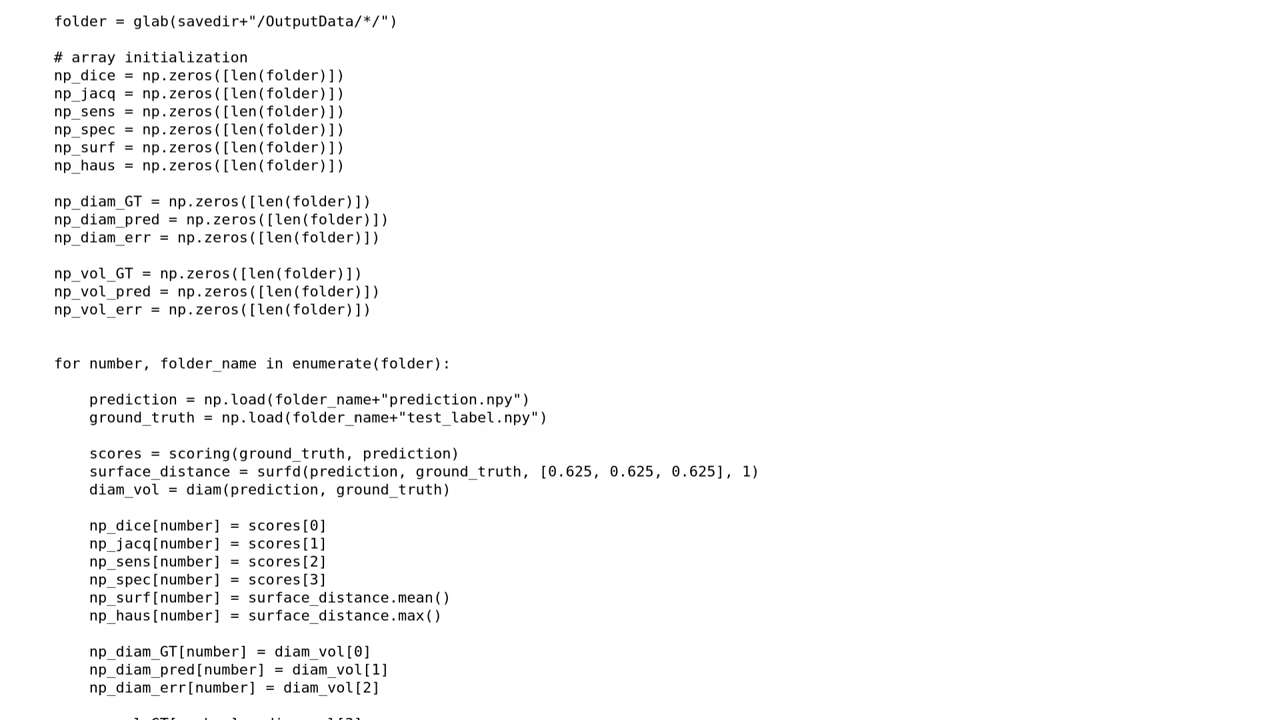 folder = glab(savedir+"/OutputData/*/")
# array initialization
np_dice = np.zeros([len(folder)])
np_jacq = np.zeros([len(folder)])
np_sens = np.zeros([len(folder)])
np_spec = np.zeros([len(folder)])
np_surf = np.zeros([len(folder)])
np_haus = np.zeros([len(folder)])
np_diam_GT = np.zeros([len(folder)])
np_diam_pred = np.zeros([len(folder)])
np_diam_err = np.zeros([len(folder)])
np_vol_GT = np.zeros([len(folder)])
np_vol_pred = np.zeros([len(folder)])
np_vol_err = np.zeros([len(folder)])
for number, folder_name in enumerate(folder):
prediction = np.load(folder_name+"prediction.npy")
ground_truth = np.load(folder_name+"test_label.npy")
scores = scoring(ground_truth, prediction)
surface_distance = surfd(prediction, ground_truth, [0.625, 0.625, 0.625], 1)
diam_vol = diam(prediction, ground_truth)
np_dice[number] = scores[0]
np_jacq[number] = scores[1]
np_sens[number] = scores[2]
np_spec[number] = scores[3]
np_surf[number] = surface_distance.mean()
np_haus[number] = surface_distance.max()
np_diam_GT[number] = diam_vol[0]
np_diam_pred[number] = diam_vol[1]
np_diam_err[number] = diam_vol[2]